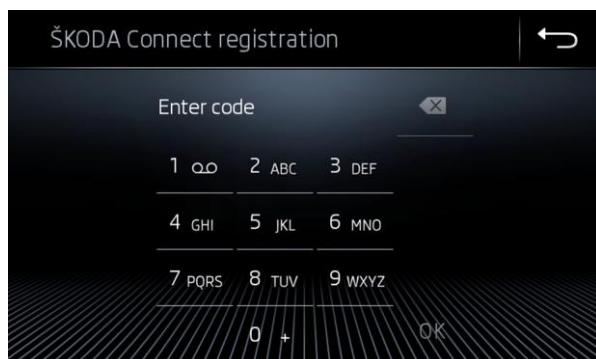 ŠKODA Connect registration
Enter code
1 2 ABC 3 DEF
4 GHI 5 JKL 6 MNO
7 PQRS 8 TUV 9 WXYZ
0 + OK